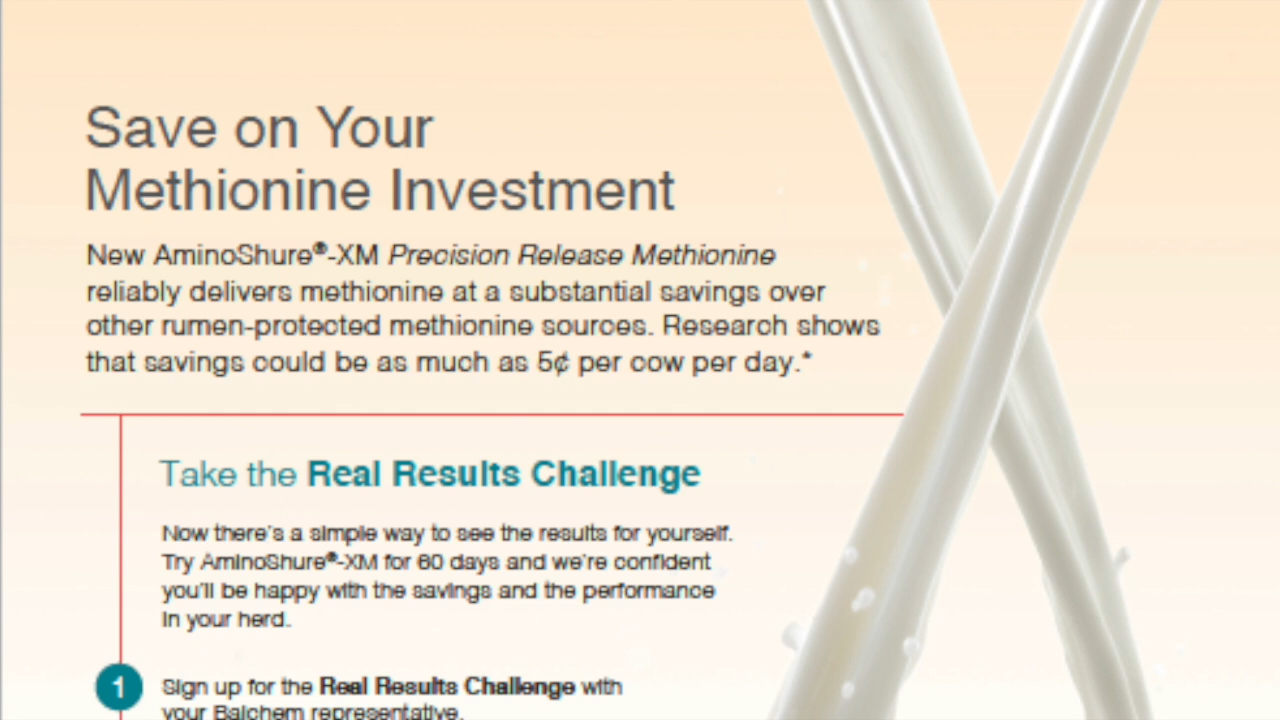 Save on Your
Methionine Investment
New AminoShure®-XM Precision Release Methionine
reliably delivers methionine at a substantial savings over
other rumen-protected methionine sources. Research shows
that savings could be as much as 5¢ per cow per day.*
Take the Real Results Challenge
Now there's a simple way to see the results for yourself.
Try AminoShure®-XM for 60 days and we're confident
you'll be happy with the savings and the performance
in your herd.
1 Sign up for the Real Results Challenge with
your Balchem representative.